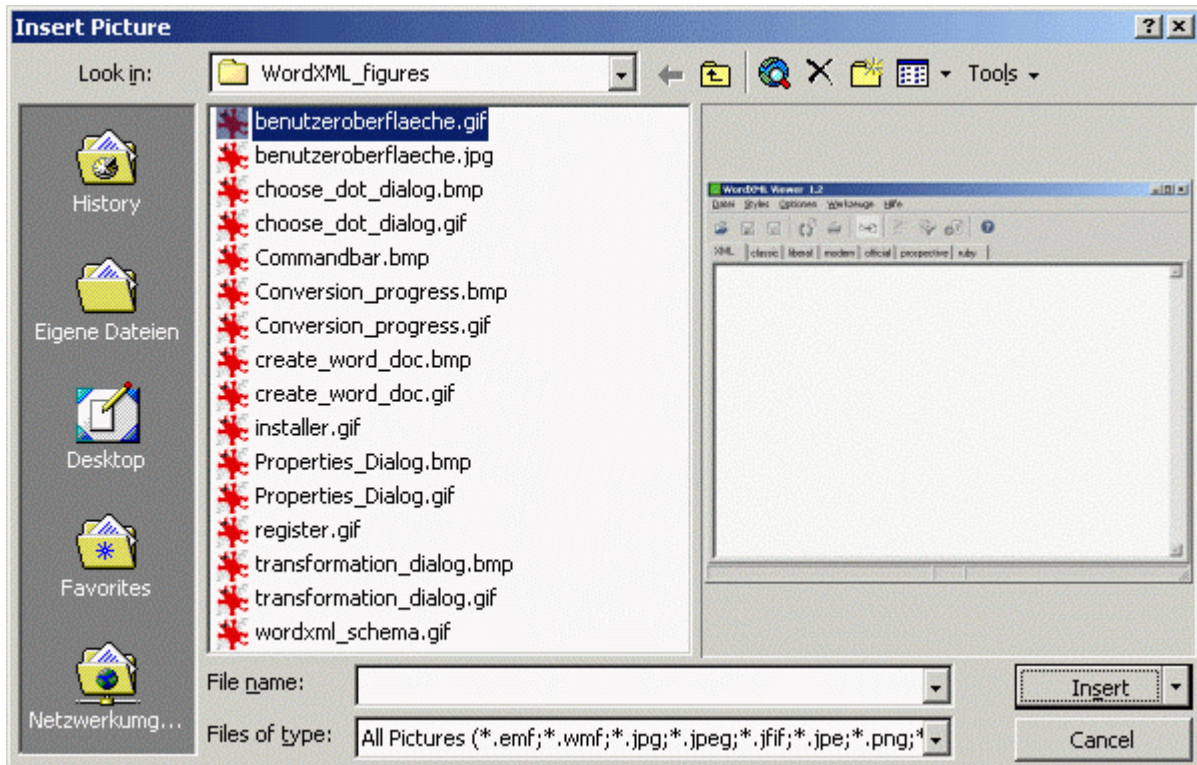 Insert Picture
Look in:
WordXML_figures
Tools
History
Eigene Dateien
Desktop
Favorites
Netzwerkumg...
benutzeroberflaeche.gif
benutzeroberflaeche.jpg
choose_dot_dialog.bmp
choose_dot_dialog.gif
Commandbar.bmp
Conversion_progress.bmp
Conversion_progress.gif
create_word_doc.bmp
create_word_doc.gif
installer.gif
Properties_Dialog.bmp
Properties_Dialog.gif
register.gif
transformation_dialog.bmp
transformation_dialog.gif
wordxml_schema.gif
WordXML Viewer 1.2
Datei Styles Optionen Werkzeuge Hilfe
XML classic liberal modern official prospective ruby
File name:
Insert
Files of type: All Pictures (*.emf;*.wmf;*.jpg;*.jpeg;*.jfif;*.jpe;*.png;*
Cancel